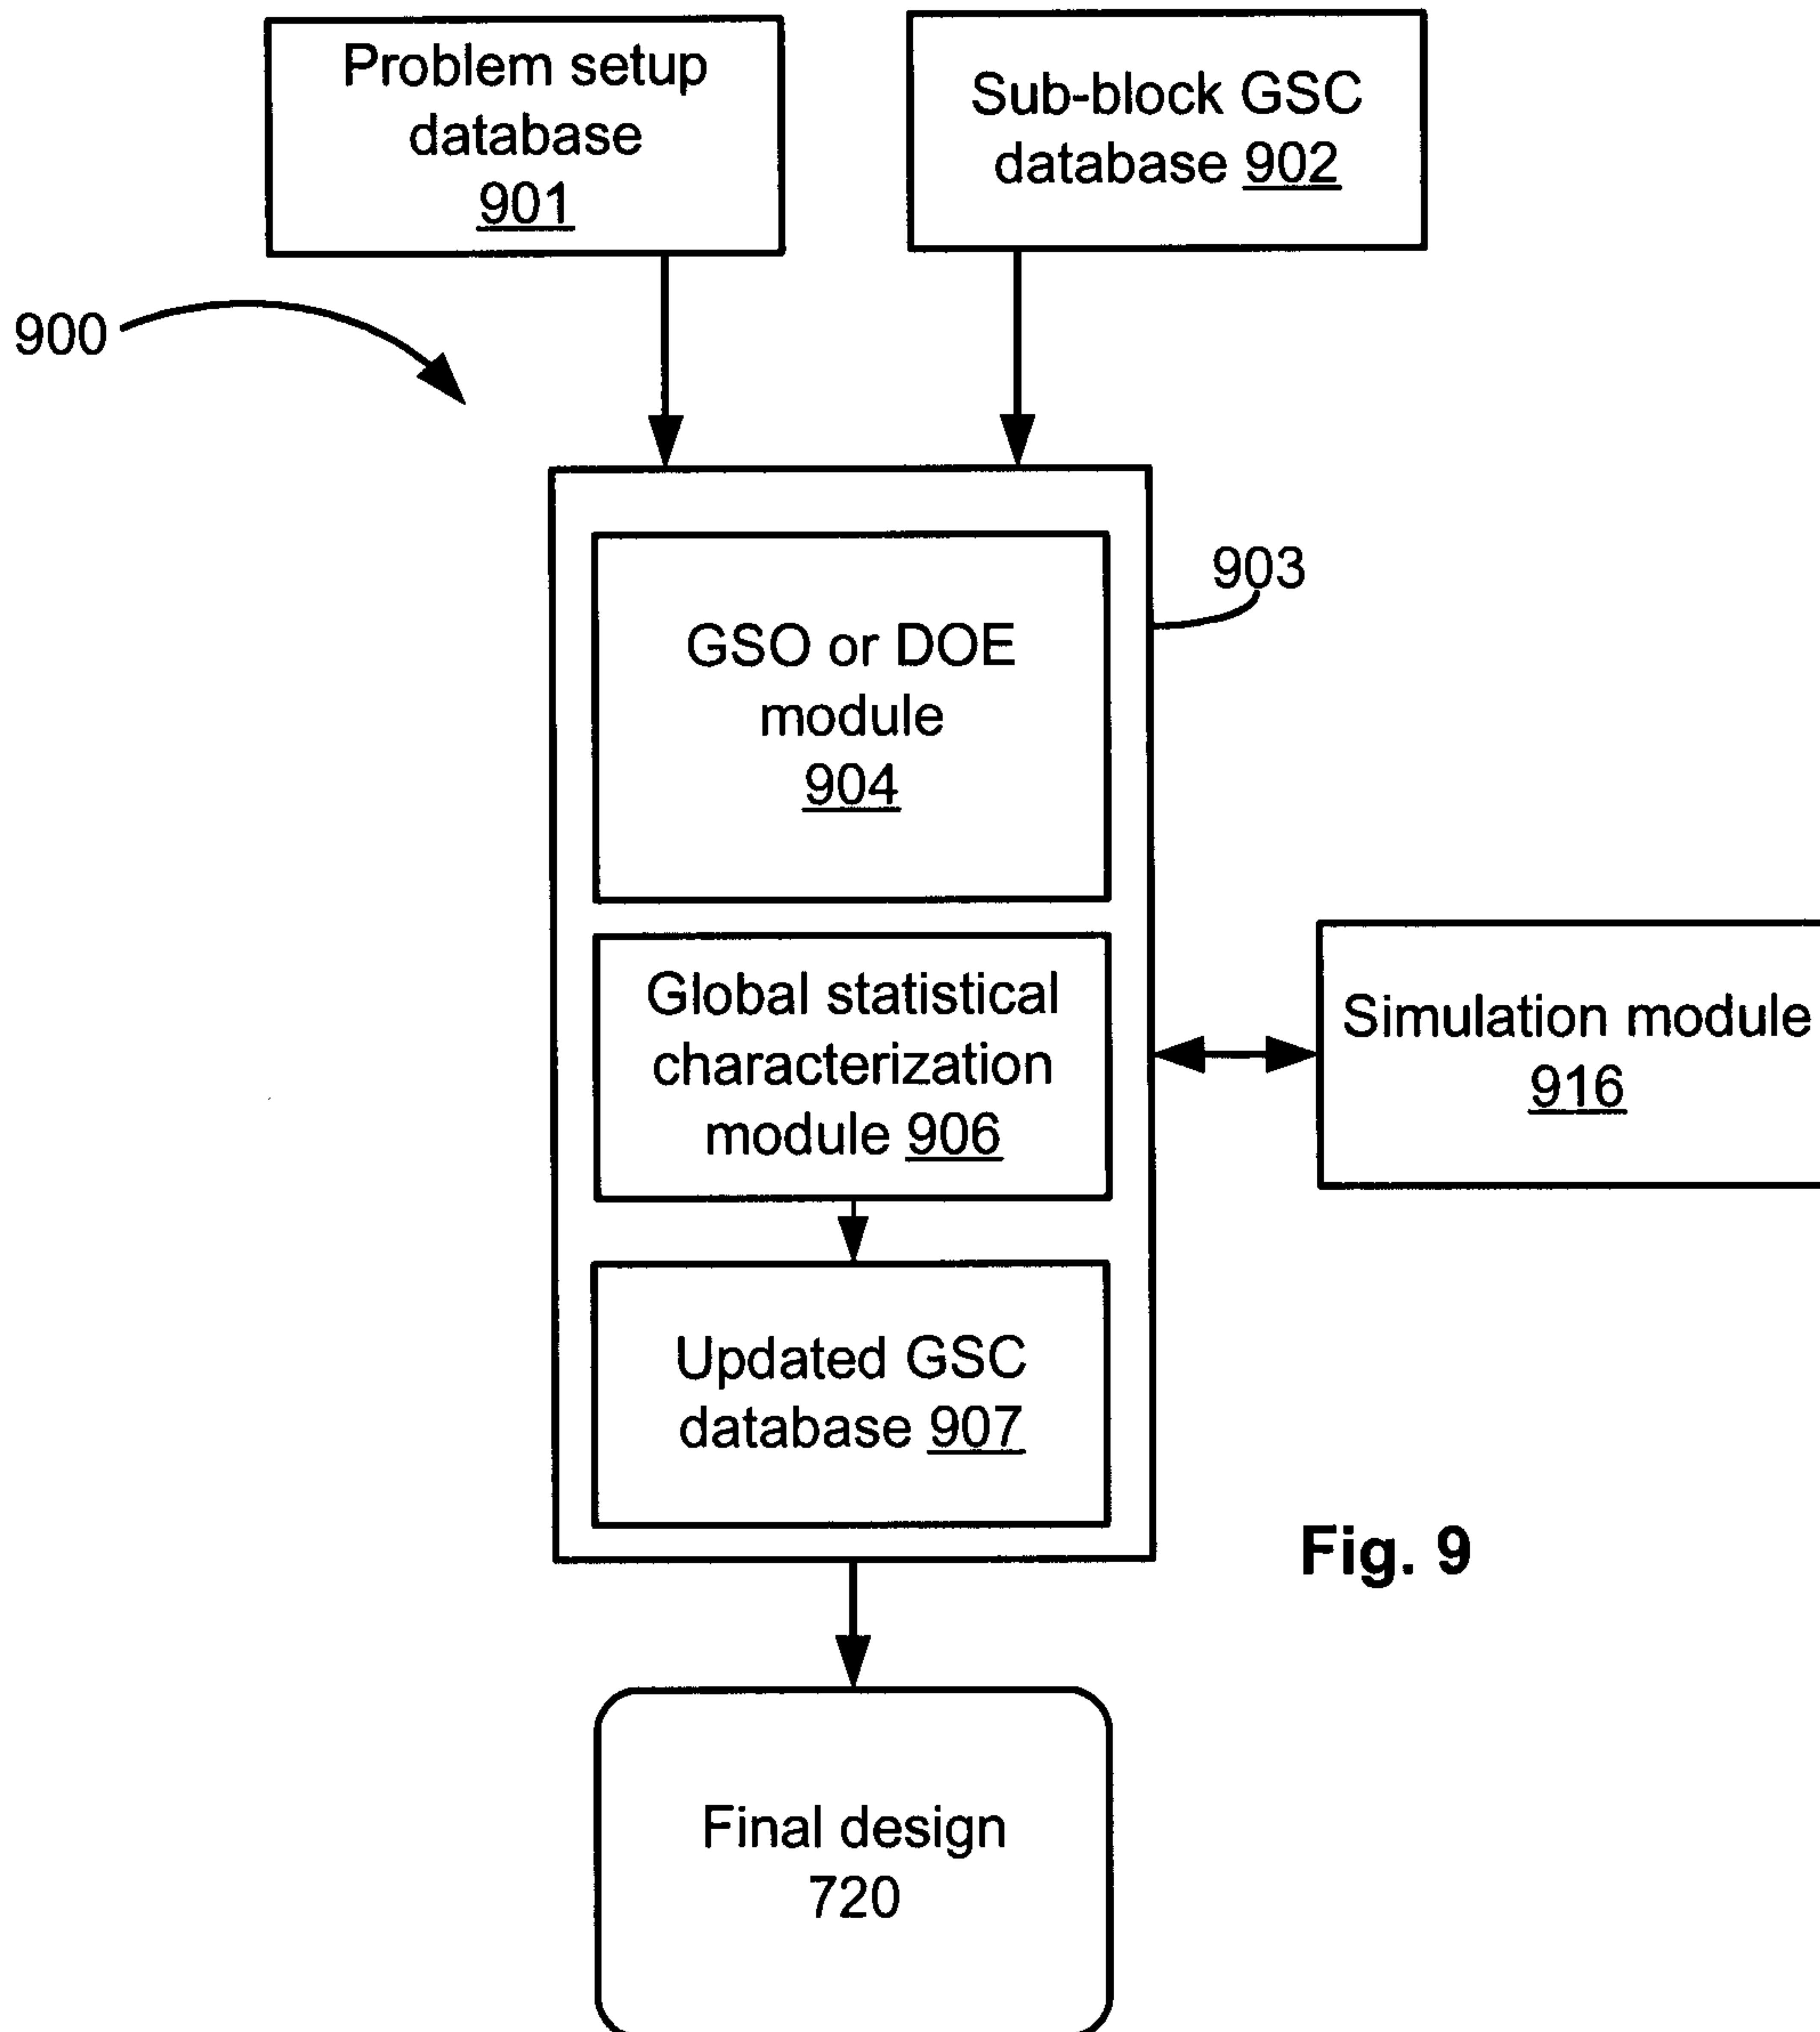 Problem setup
database
901
Sub-block GSC
database 902
900
903
GSO or DOE
module
904
Global statistical
characterization
module 906
Simulation module
916
Updated GSC
database 907
Fig. 9
Final design
720